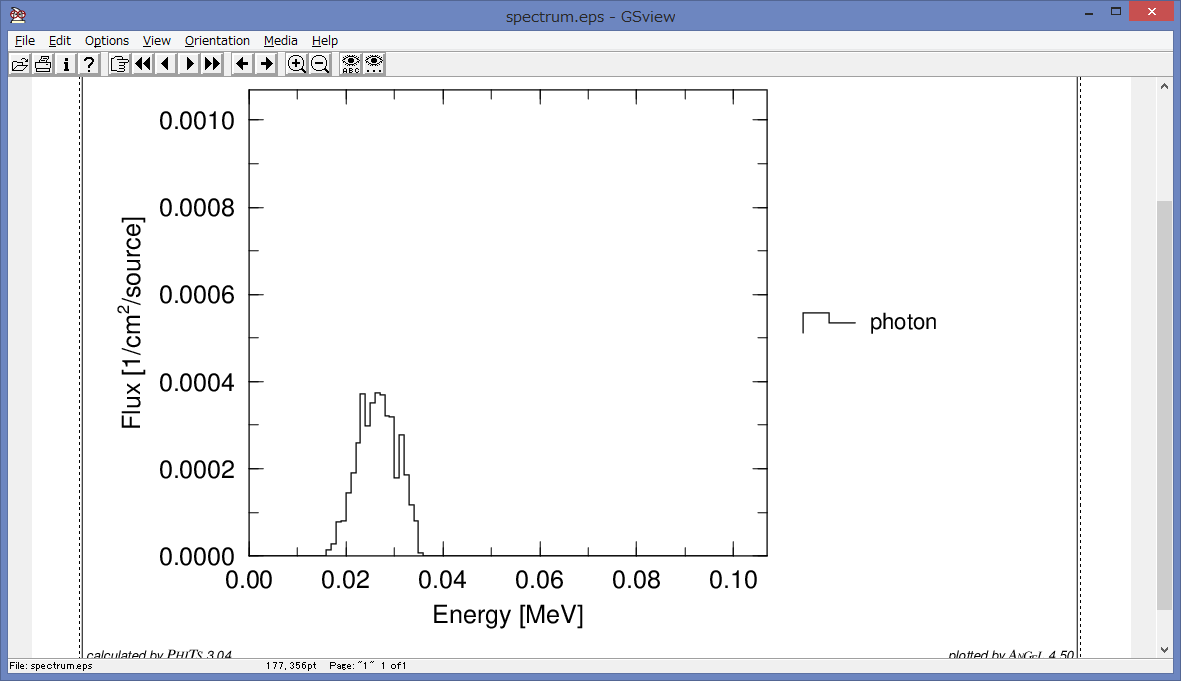 spectrum.eps - GSview
File Edit Options View Orientation Media Help
i ?
ABC
0.0010
0.0008
0.0006
0.0004
0.0002
0.0000
Flux [1/cm2/source]
0.00 0.02 0.04 0.06 0.08 0.10
Energy [MeV]
photon
calculated by PHITS 3.04
plotted by ANGEL 4.50
File: spectrum.eps 177, 356pt Page: "1" 1 of 1